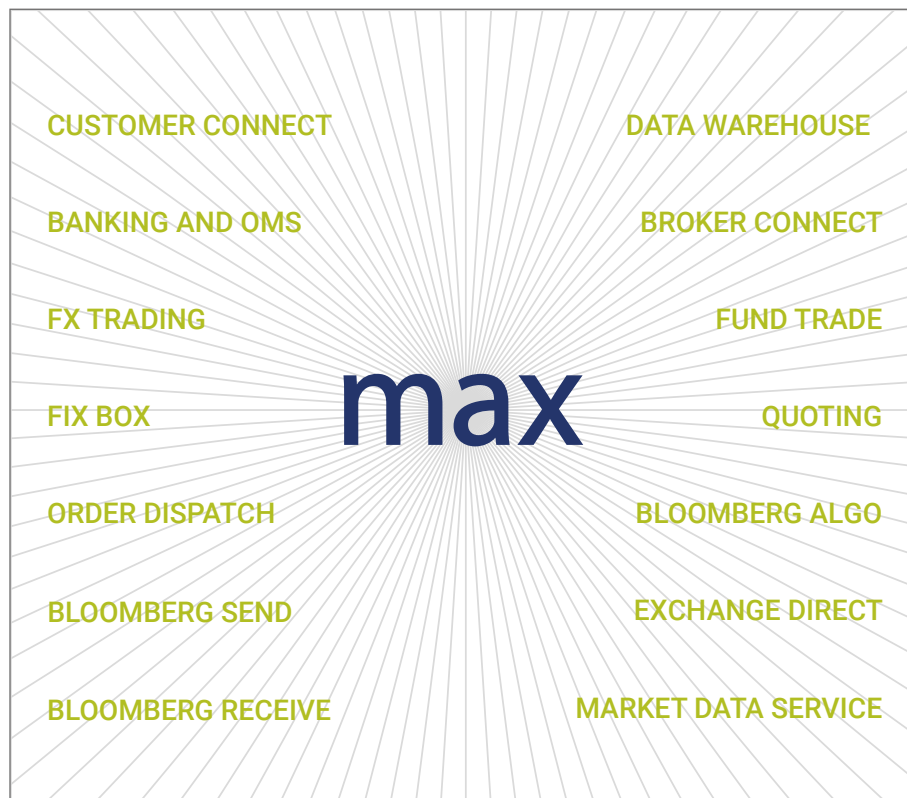 CUSTOMER CONNECT
BANKING AND OMS
FX TRADING
FIX BOX
ORDER DISPATCH
BLOOMBERG SEND
BLOOMBERG RECEIVE
max
DATA WAREHOUSE
BROKER CONNECT
FUND TRADE
QUOTING
BLOOMBERG ALGO
EXCHANGE DIRECT
MARKET DATA SERVICE